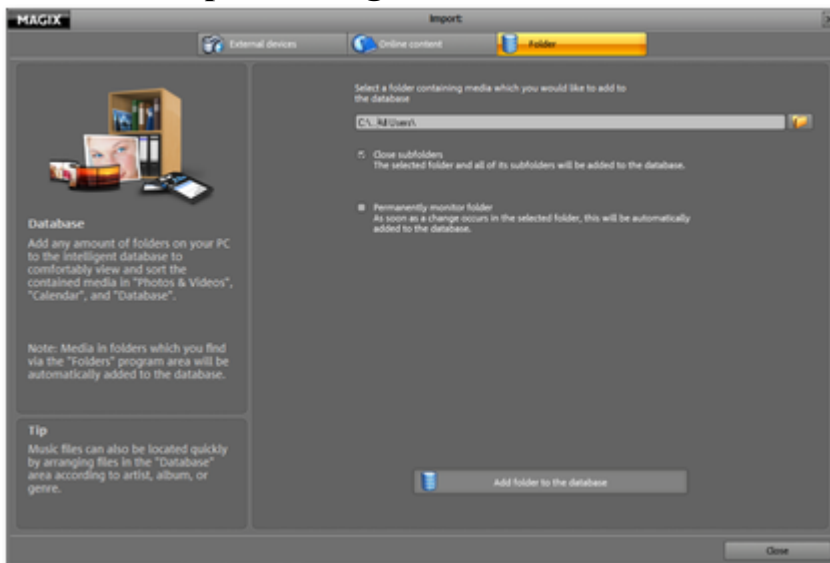 MAGIX
Import:
External devices
Online content
Folder
Database
Add any amount of folders on your PC
to the intelligent database to
comfortably view and sort the
contained media in "Photos & Videos",
"Calendar", and "Database".
Note: Media in folders which you find
via the "Folders" program area will be
automatically added to the database.
Tip
Music files can also be located quickly
by arranging files in the "Database"
area according to artist, album, or
genre.
Select a folder containing media which you would like to add to
the database
C:\...\All Users\
Close subfolders
The selected folder and all of its subfolders will be added to the database.
Permanently monitor folder
As soon as a change occurs in the selected folder, this will be automatically
added to the database.
Add folder to the database
Close